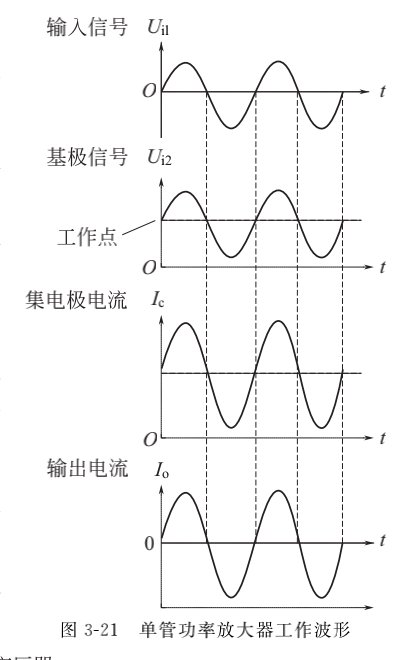 输入信号 Ui1
O t
基极信号 Ui2
工作点
O t
集电极电流 Ic
O t
输出电流 Io
0 t
图 3-21 单管功率放大器工作波形